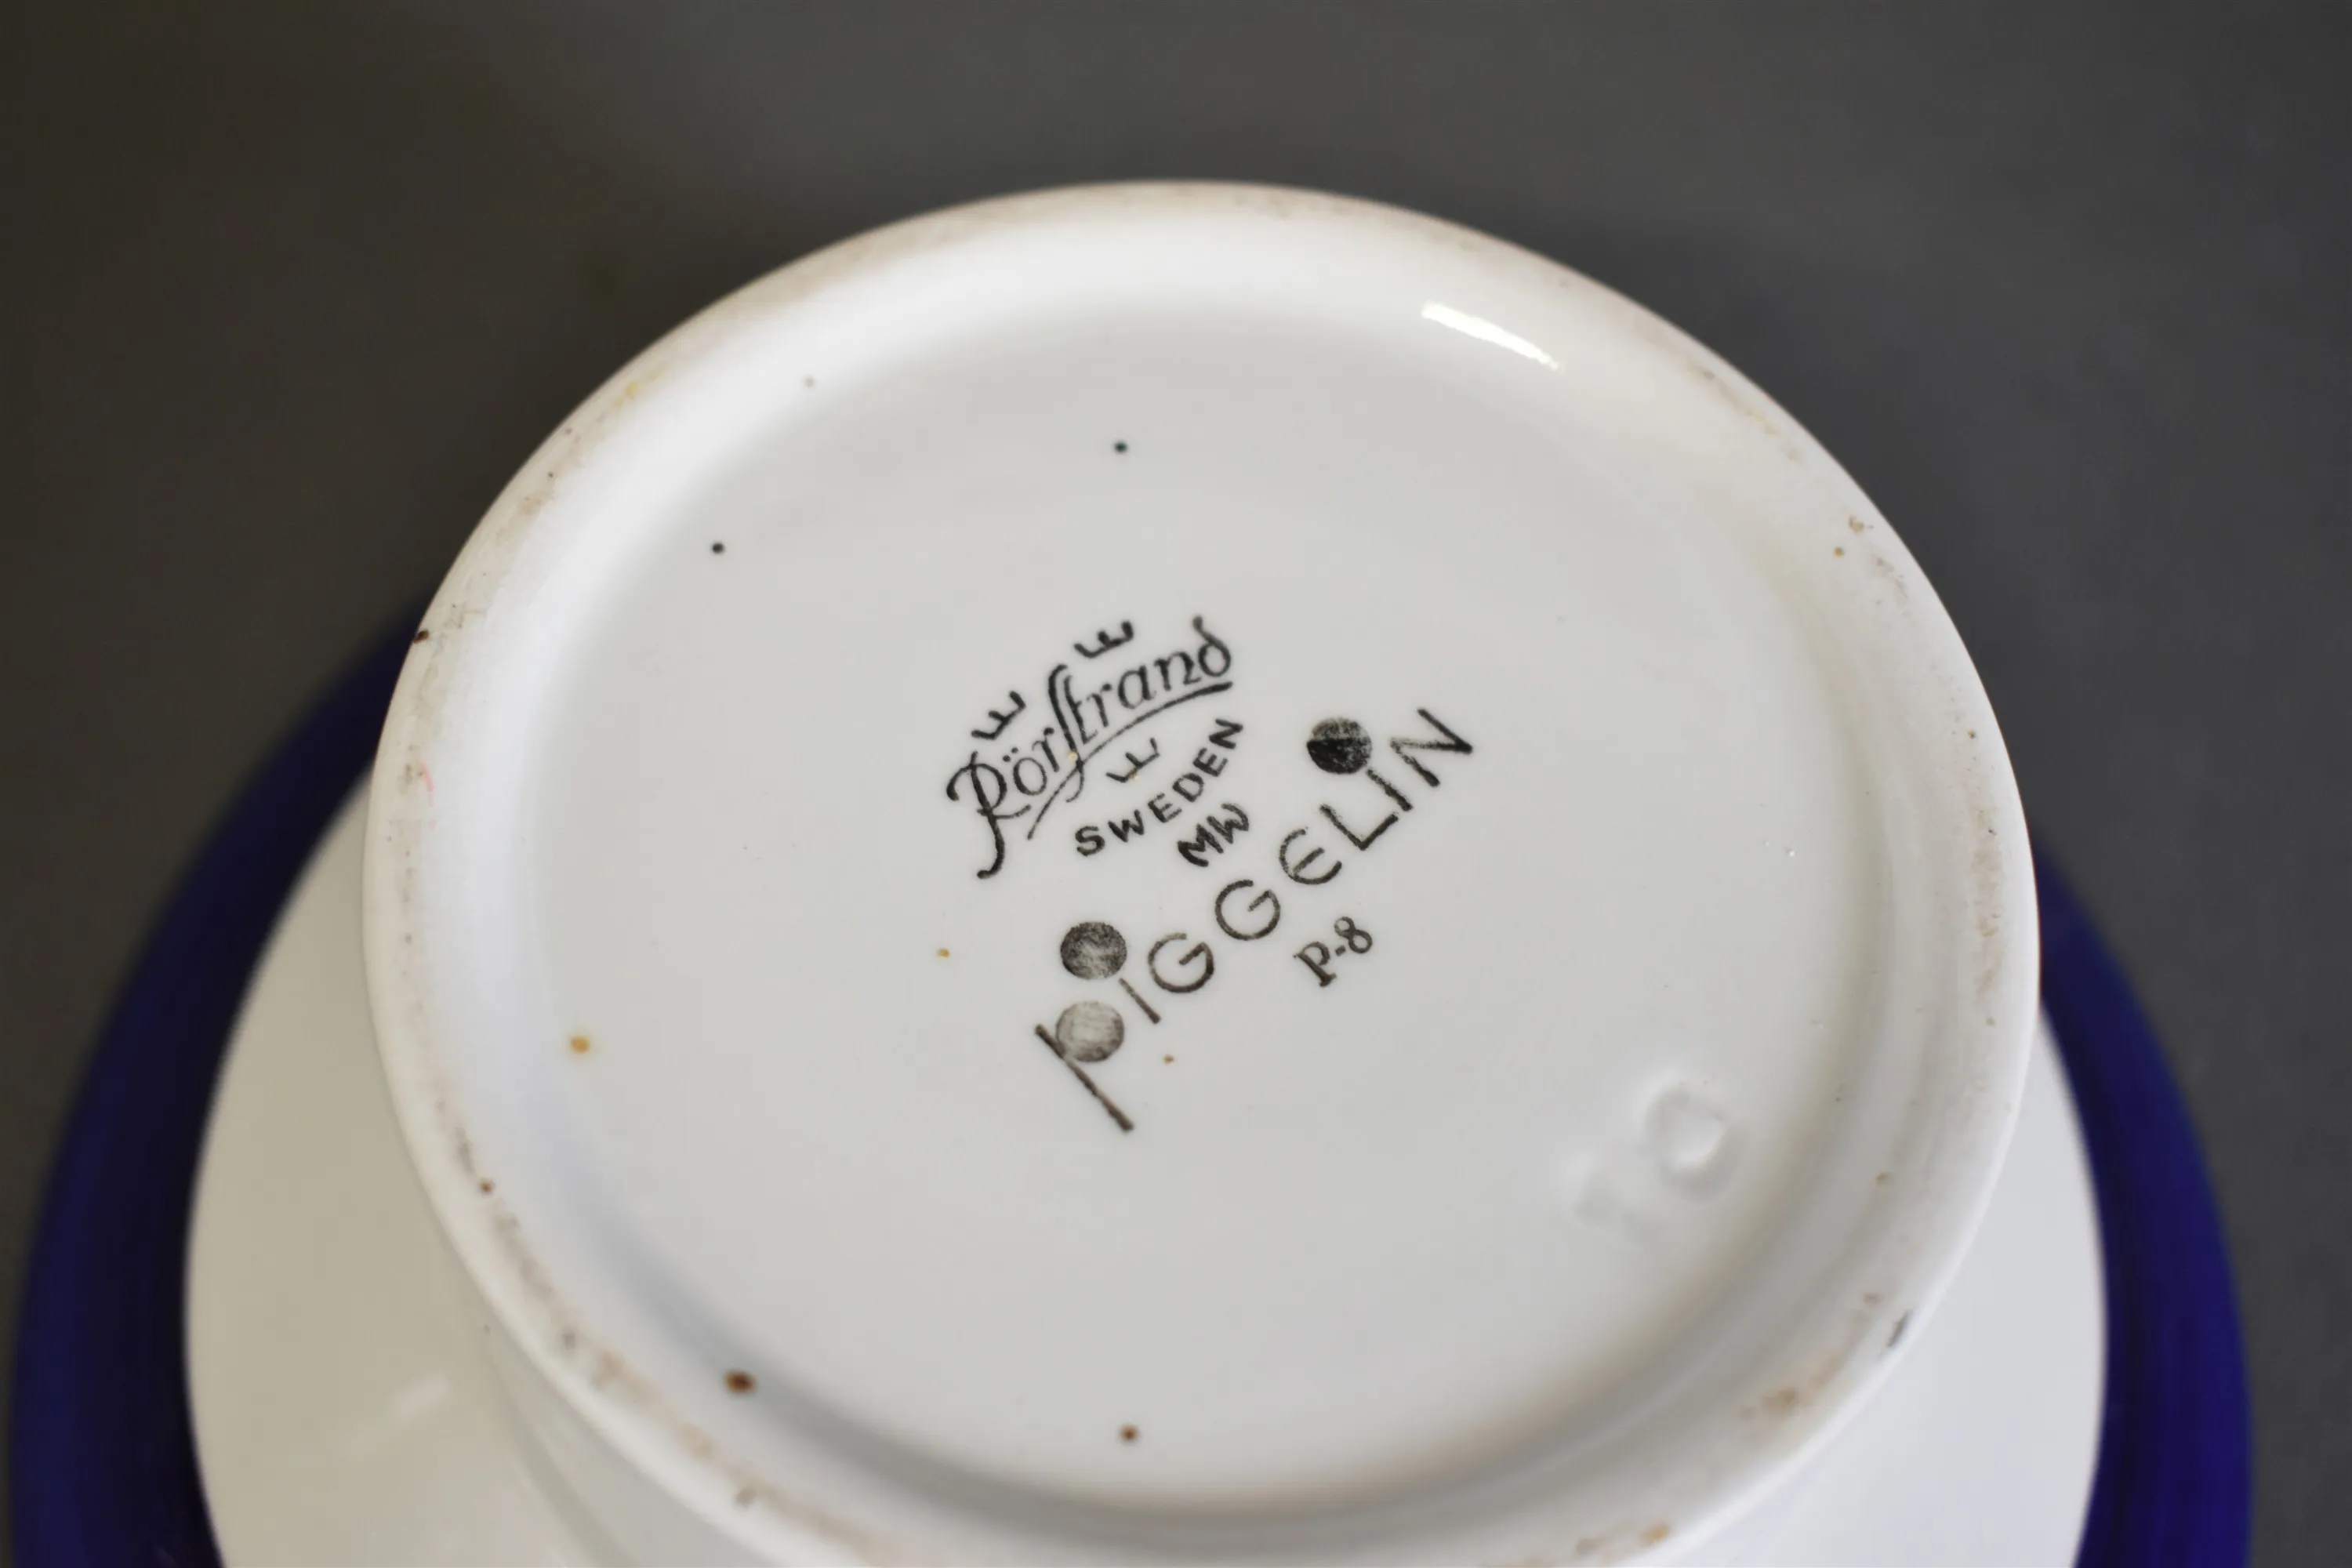 Rörstrand
SWEDEN
MW
PIGGELIN
P-8